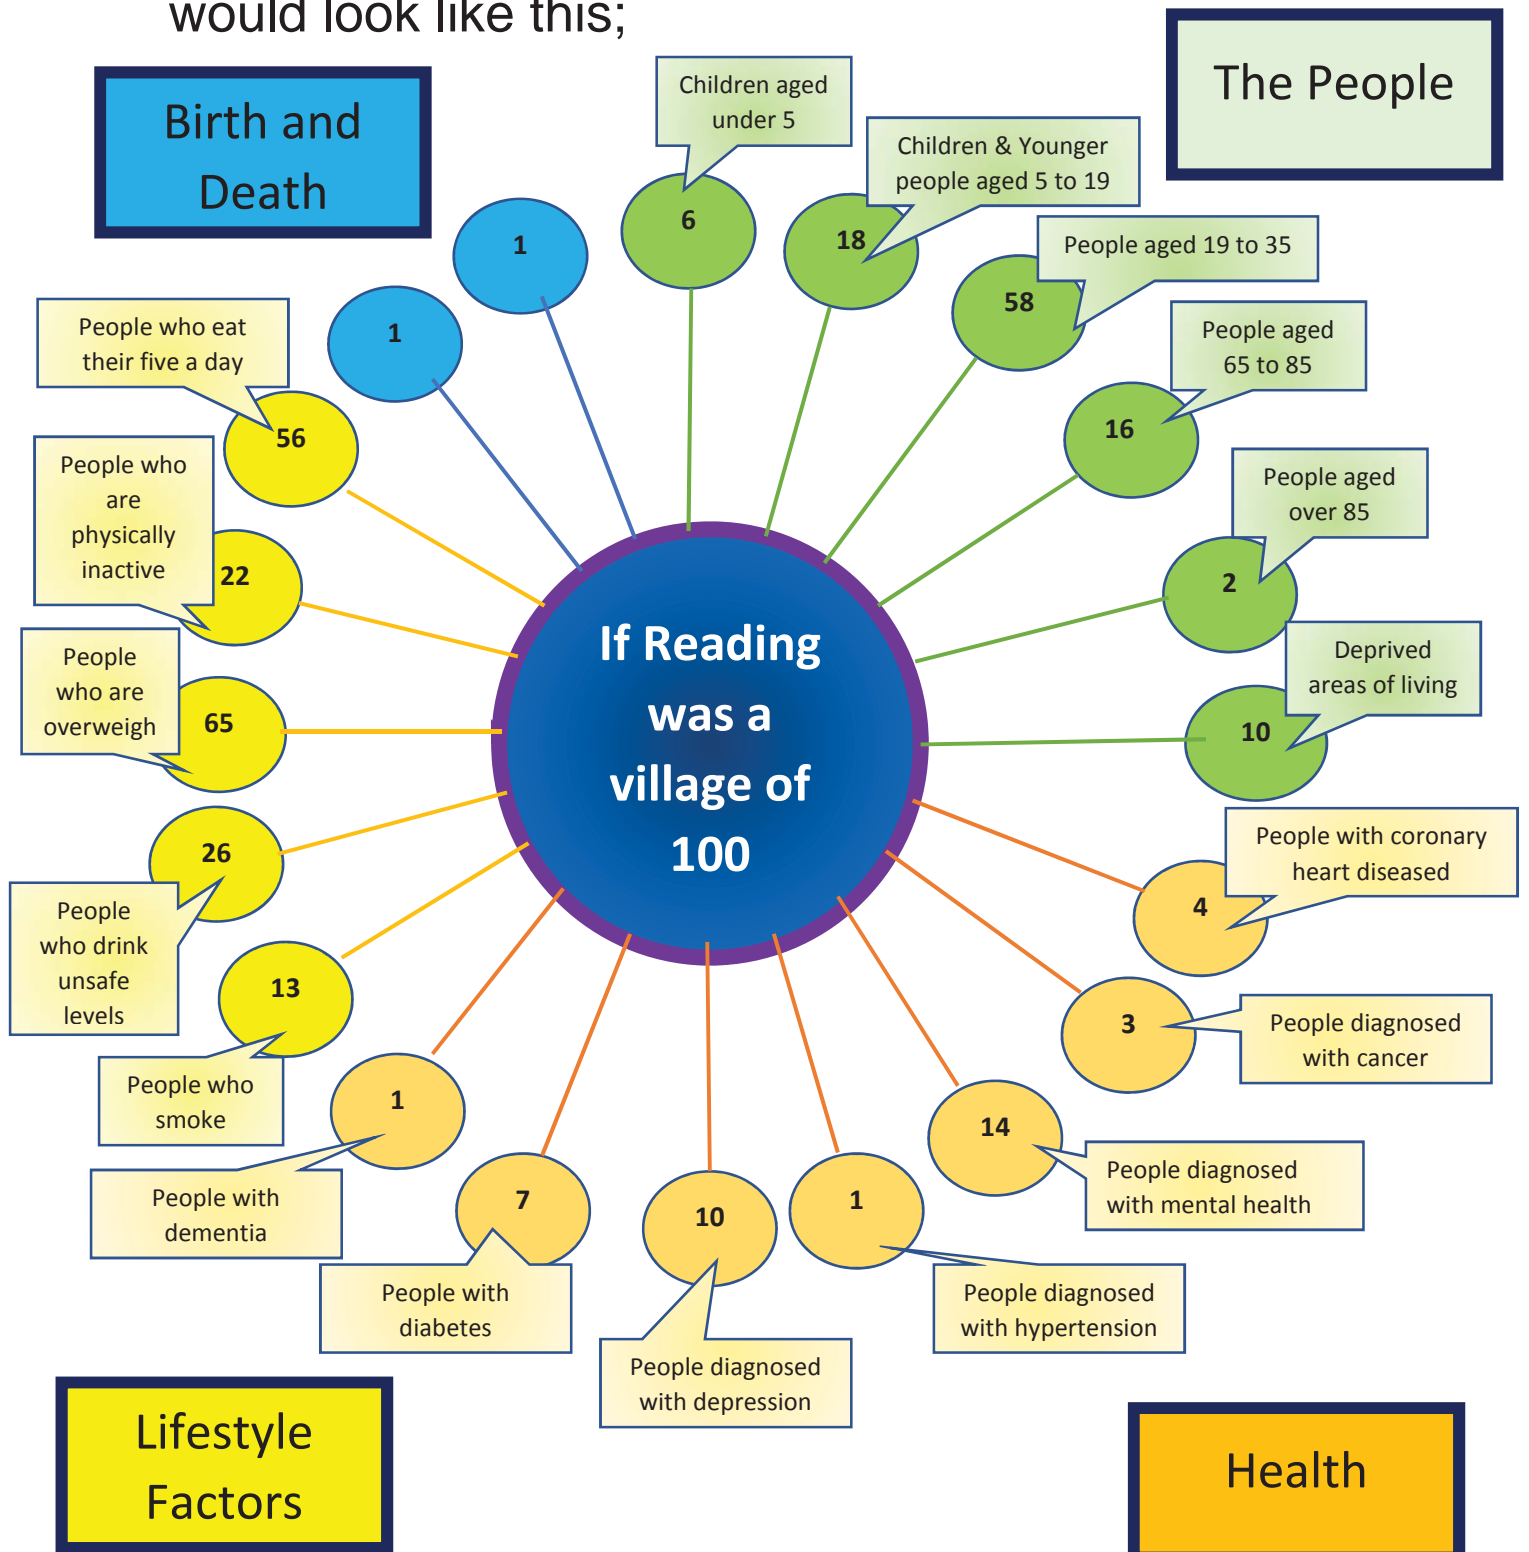 would look like this;
Birth and
Death
The People
Children aged
under 5
6
Children & Younger
people aged 5 to 19
18
People aged 19 to 35
58
People aged
65 to 85
16
People aged
over 85
2
Deprived
areas of living
10
People with coronary
heart diseased
4
People diagnosed
with cancer
3
People diagnosed
with mental health
14
People diagnosed
with hypertension
1
People diagnosed
with depression
10
People with
diabetes
7
People with
dementia
1
People who
smoke
13
People
who drink
unsafe
levels
26
People
who are
overweigh
65
People who
are
physically
inactive
22
People who eat
their five a day
56
1
1
If Reading
was a
village of
100
Lifestyle
Factors
Health